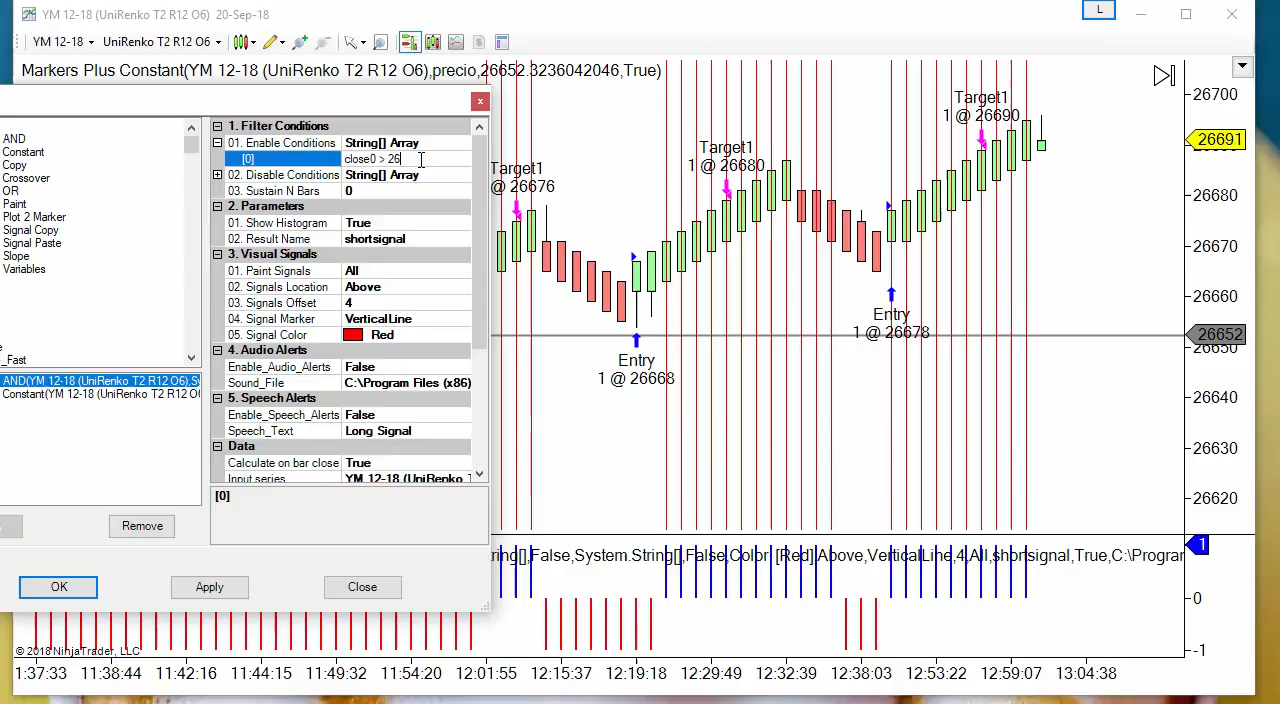 YM 12-18 (UniRenko T2 R12 O6) 20-Sep-18
L
YM 12-18 UniRenko T2 R12 O6
Markers Plus Constant(YM 12-18 (UniRenko T2 R12 O6),precio,26652.3236042046,True)
AND
Constant
Copy
Crossover
OR
Paint
Plot 2 Marker
Signal Copy
Signal Paste
Slope
Variables
_Fast
AND(YM 12-18 (UniRenko T2 R12 O6),Sy
Constant(YM 12-18 (UniRenko T2 R12 O
Remove
OK
Apply
Close
1. Filter Conditions
01. Enable Conditions String[] Array
[0] close0 > 26
02. Disable Conditions String[] Array
03. Sustain N Bars 0
2. Parameters
01. Show Histogram True
02. Result Name shortsignal
3. Visual Signals
01. Paint Signals All
02. Signals Location Above
03. Signals Offset 4
04. Signal Marker VerticalLine
05. Signal Color Red
4. Audio Alerts
Enable_Audio_Alerts False
Sound_File C:\Program Files (x86)
5. Speech Alerts
Enable_Speech_Alerts False
Speech_Text Long Signal
Data
Calculate on bar close True
Input series YM 12-18 (UniRenko T
[0]
Target1
@ 26676
Entry
1 @ 26668
Target1
1 @ 26680
Entry
1 @ 26678
Target1
1 @ 26690
26700
26691
26680
26670
26660
26652
26650
26640
26630
26620
ring[],False,System.String[],False,Color [Red],Above,VerticalLine,4,All,shortsignal,True,C:\Prograr
1
0
-1
© 2018 NinjaTrader, LLC
1:37:33 11:38:44 11:42:16 11:44:15 11:49:32 11:54:10 12:01:55 12:15:37 12:19:18 12:29:49 12:32:39 12:38:03 12:53:22 12:59:07 13:04:38